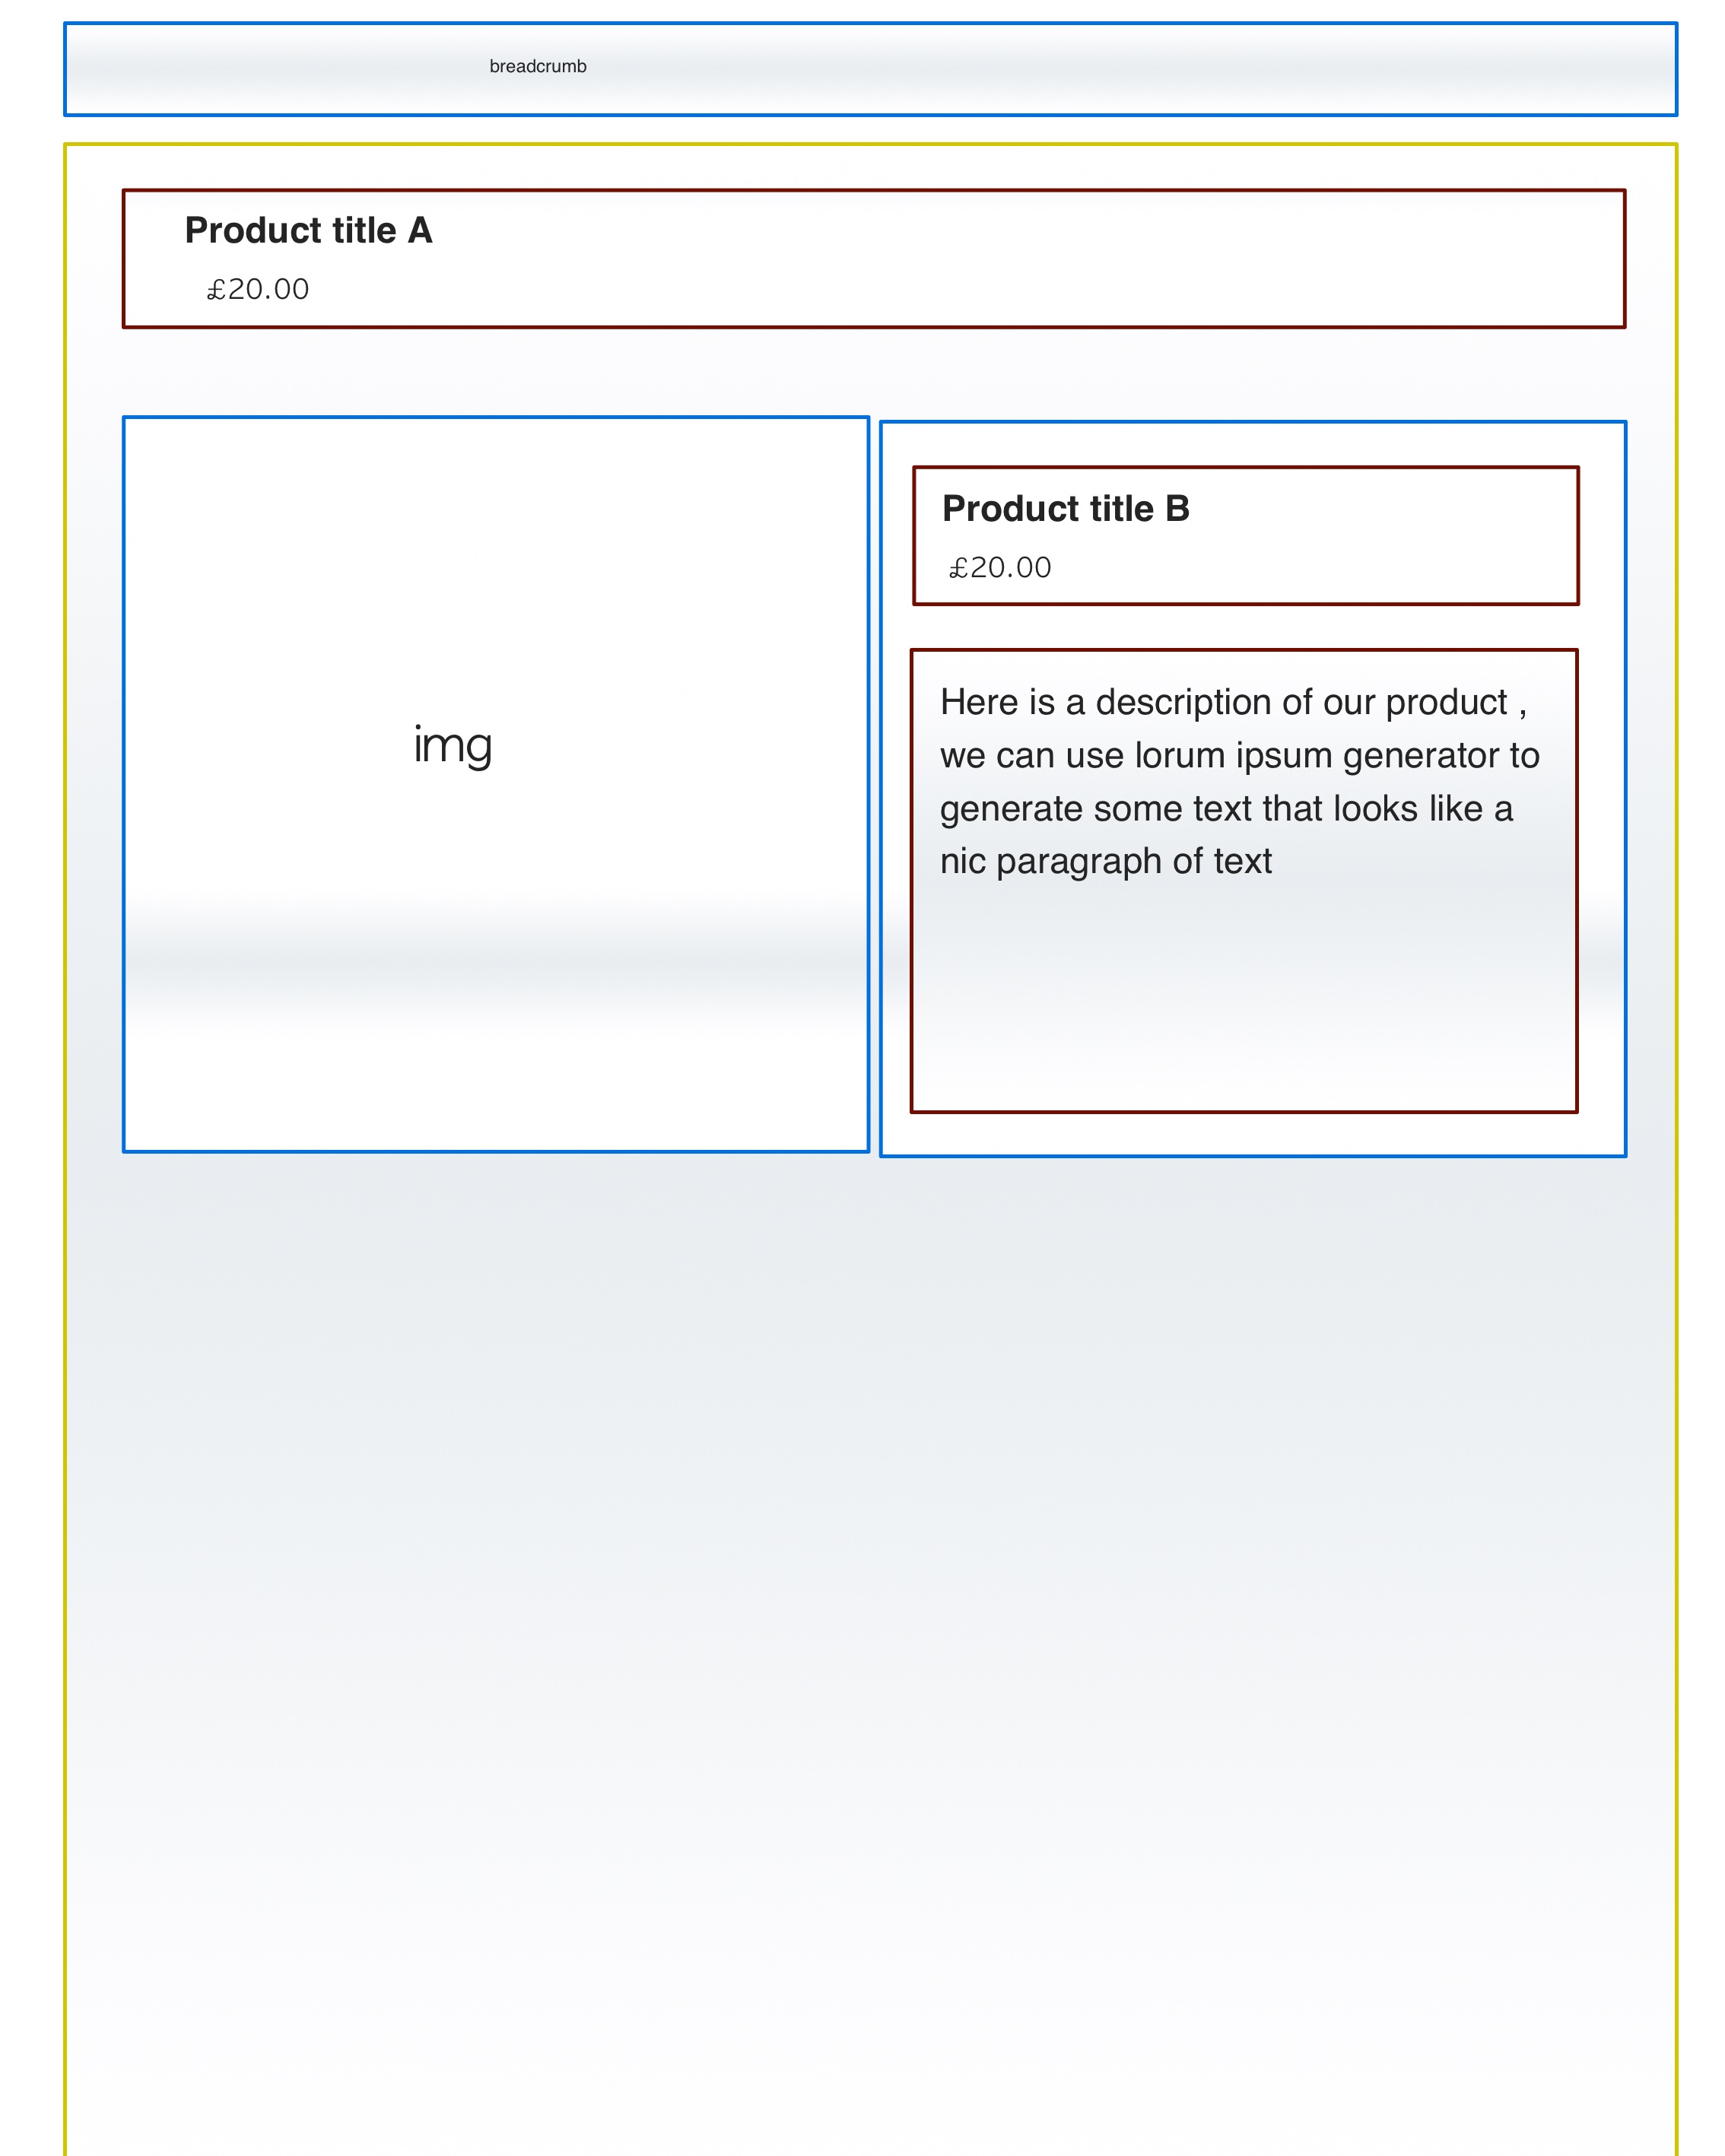 breadcrumb
Product title A
£20.00
img
Product title B
£20.00
Here is a description of our product ,
we can use lorum ipsum generator to
generate some text that looks like a
nic paragraph of text